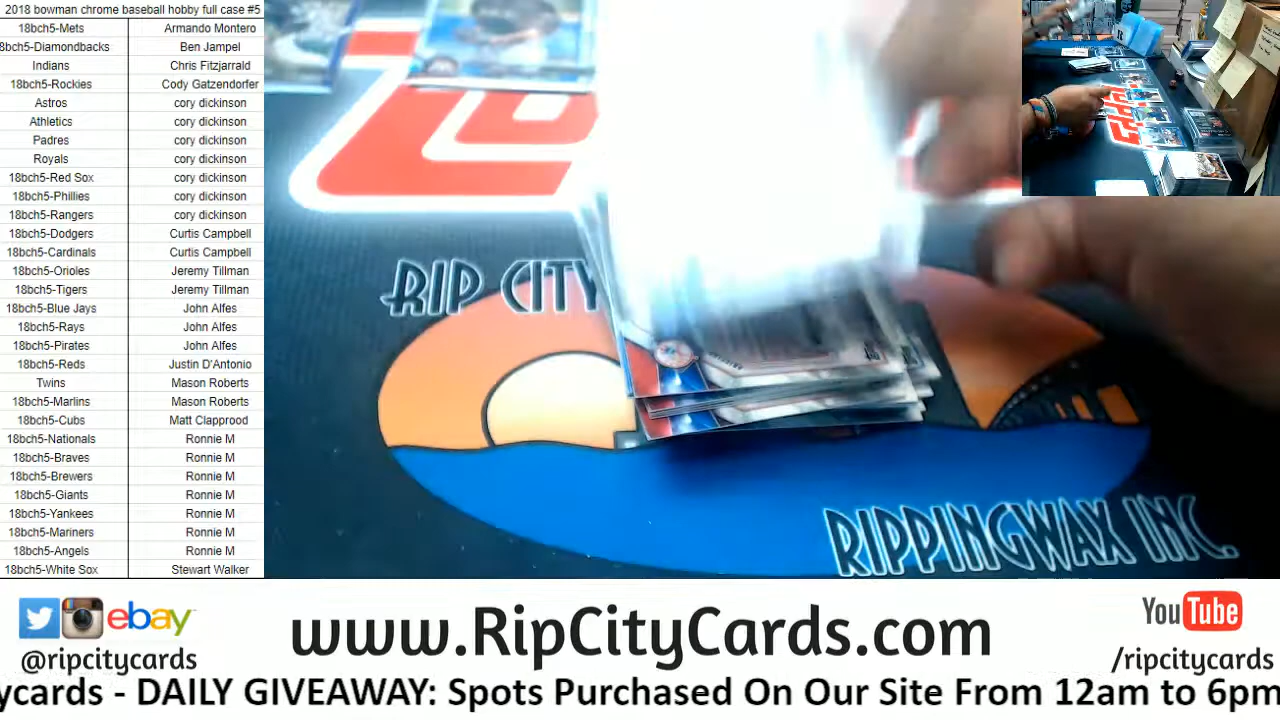 2018 bowman chrome baseball hobby full case #5
18bch5-Mets Armando Montero
8bch5-Diamondbacks Ben Jampel
Indians Chris Fitzjarrald
18bch5-Rockies Cody Gatzendorfer
Astros cory dickinson
Athletics cory dickinson
Padres cory dickinson
Royals cory dickinson
18bch5-Red Sox cory dickinson
18bch5-Phillies cory dickinson
18bch5-Rangers cory dickinson
18bch5-Dodgers Curtis Campbell
18bch5-Cardinals Curtis Campbell
18bch5-Orioles Jeremy Tillman
18bch5-Tigers Jeremy Tillman
18bch5-Blue Jays John Alfes
18bch5-Rays John Alfes
18bch5-Pirates John Alfes
18bch5-Reds Justin D'Antonio
Twins Mason Roberts
18bch5-Marlins Mason Roberts
18bch5-Cubs Matt Clapprood
18bch5-Nationals Ronnie M
18bch5-Braves Ronnie M
18bch5-Brewers Ronnie M
18bch5-Giants Ronnie M
18bch5-Yankees Ronnie M
18bch5-Mariners Ronnie M
18bch5-Angels Ronnie M
18bch5-White Sox Stewart Walker
RIP CITY
RIPPINGWAX INC.
ebay
@ripcitycards
www.RipCityCards.com
YouTube
/ripcitycards
ycards - DAILY GIVEAWAY: Spots Purchased On Our Site From 12am to 6pm